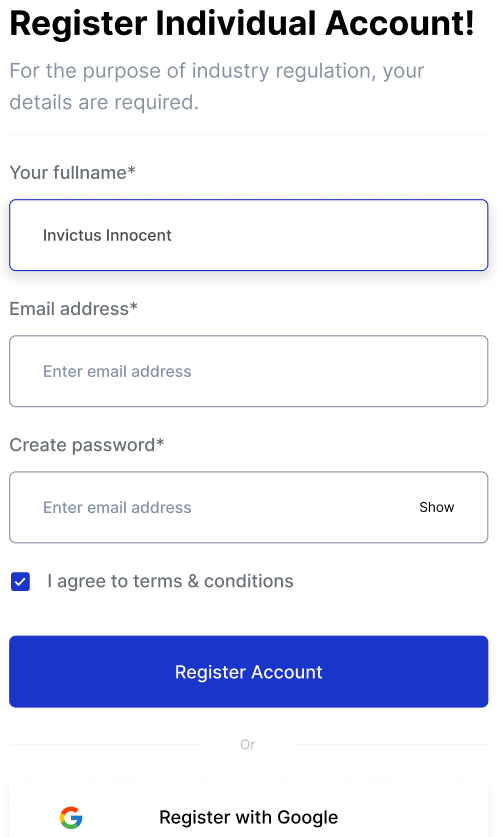 Register Individual Account!
For the purpose of industry regulation, your
details are required.
Your fullname*
Invictus Innocent
Email address*
Enter email address
Create password*
Enter email address
Show
I agree to terms & conditions
Register Account
Or
Register with Google